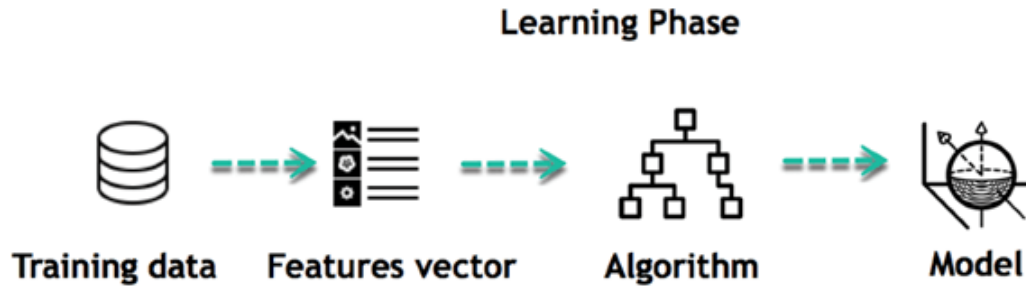 Learning Phase
Training data
Features vector
Algorithm
Model